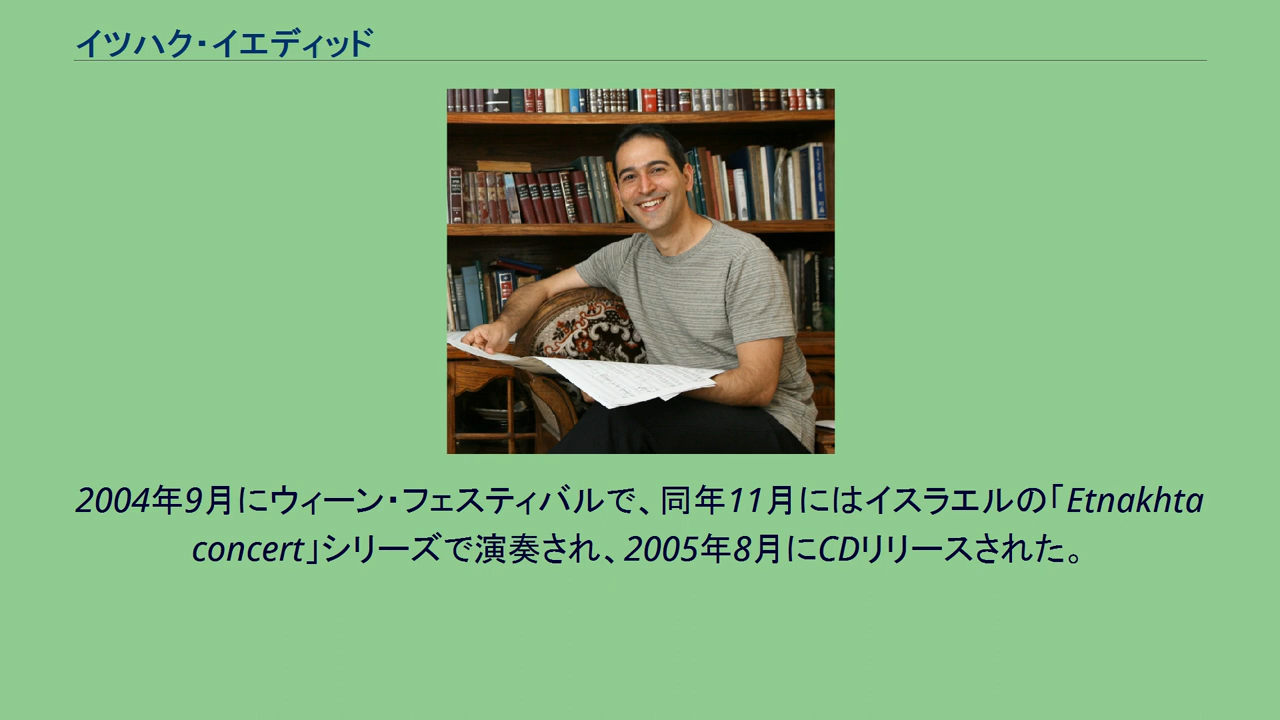 イツハク・イエディッド
2004年9月にウィーン・フェスティバルで、同年11月にはイスラエルの「Etnakhta
concert」シリーズで演奏され、2005年8月にCDリリースされた。